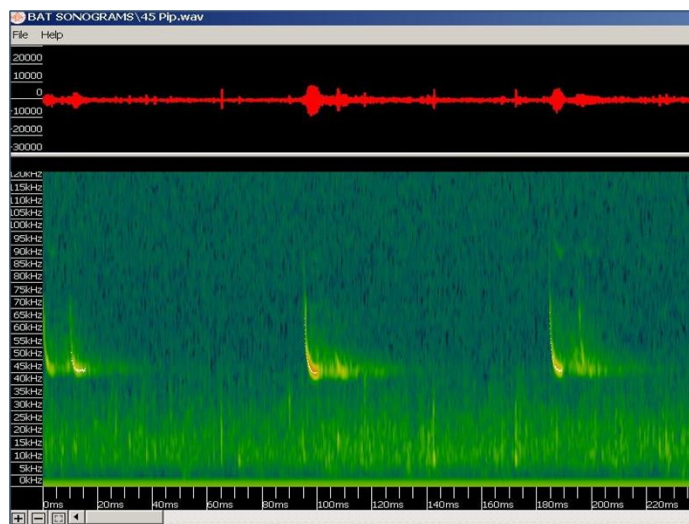 BAT SONOGRAMS\45 Pip.wav
File Help
20000
10000
0
-10000
-20000
-30000
120kHz
115kHz
110kHz
105kHz
100kHz
95kHz
90kHz
85kHz
80kHz
75kHz
70kHz
65kHz
60kHz
55kHz
50kHz
45kHz
40kHz
35kHz
30kHz
25kHz
20kHz
15kHz
10kHz
5kHz
0kHz
0ms 20ms 40ms 60ms 80ms 100ms 120ms 140ms 160ms 180ms 200ms 220ms